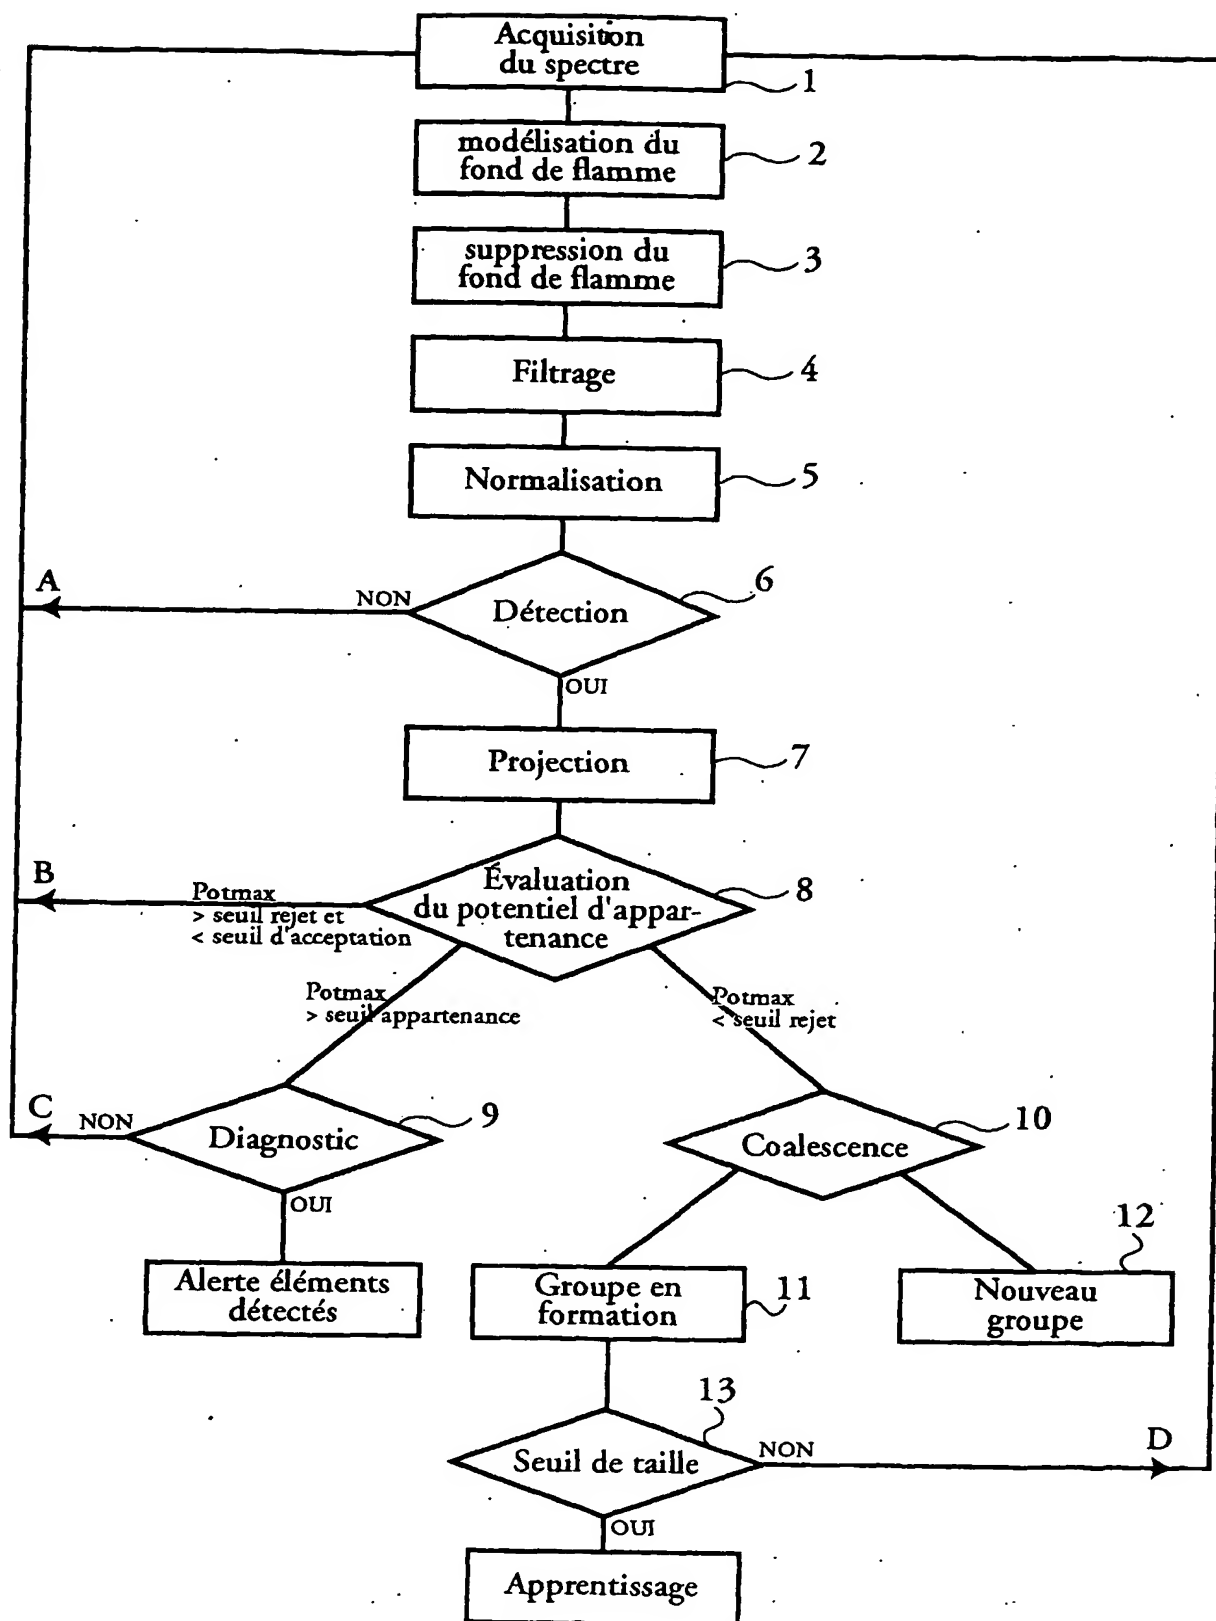 Acquisition
du spectre
1
modélisation du
fond de flamme
2
suppression du
fond de flamme
3
Filtrage
4
Normalisation
5
A
NON
Détection
6
OUI
Projection
7
B
Potmax
> seuil rejet et
< seuil d'acceptation
Évaluation
du potentiel d'appar-
tenance
8
Potmax
> seuil appartenance
Potmax
< seuil rejet
C
NON
Diagnostic
9
OUI
Coalescence
10
Alerte éléments
détectés
Groupe en
formation
11
12
Nouveau
groupe
13
Seuil de taille
NON
D
OUI
Apprentissage